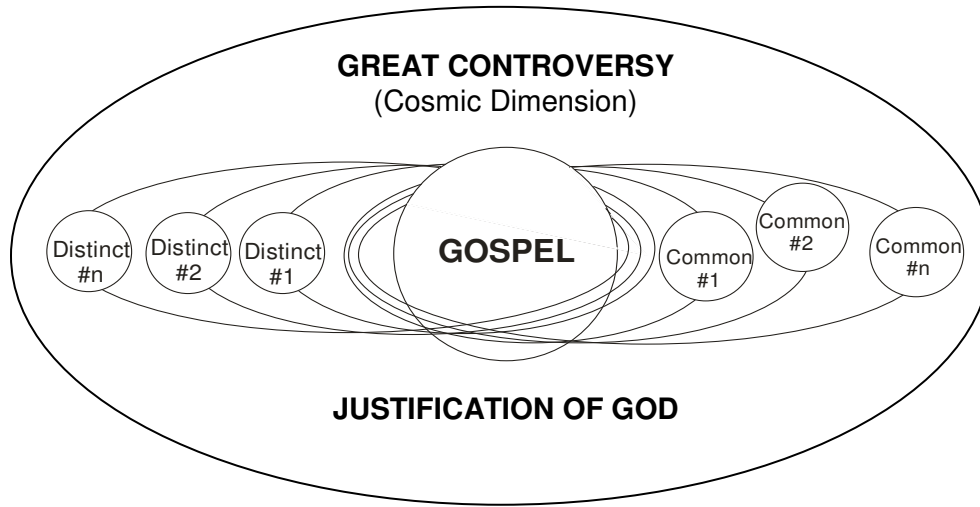 GREAT CONTROVERSY
(Cosmic Dimension)
Distinct
#n
Distinct
#2
Distinct
#1
GOSPEL
Common
#1
Common
#2
Common
#n
JUSTIFICATION OF GOD